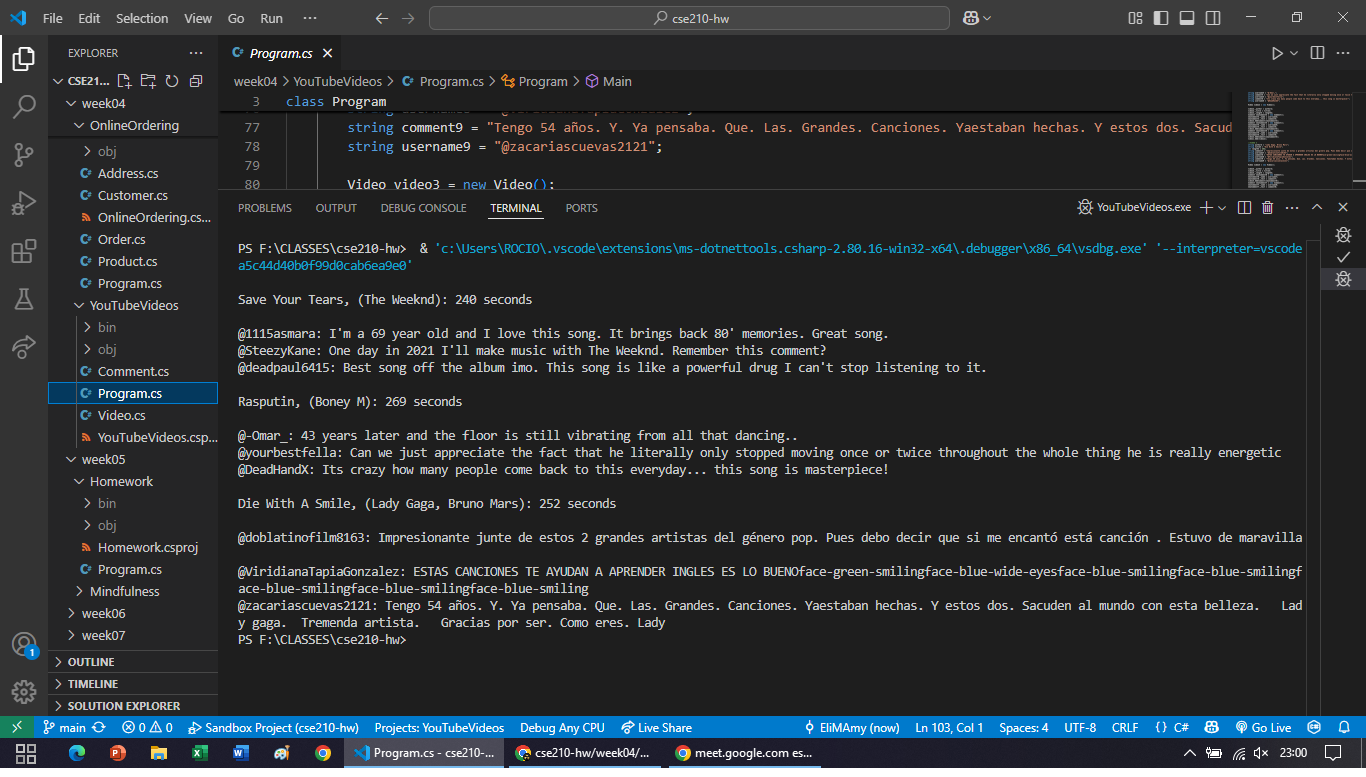 File Edit Selection View Go Run ···
cse210-hw
EXPLORER
CSE21...
week04
OnlineOrdering
obj
Address.cs
Customer.cs
OnlineOrdering.cs...
Order.cs
Product.cs
Program.cs
YouTubeVideos
bin
obj
Comment.cs
Program.cs
Video.cs
YouTubeVideos.csp...
week05
Homework
bin
obj
Homework.csproj
Program.cs
Mindfulness
week06
week07
OUTLINE
TIMELINE
SOLUTION EXPLORER
Program.cs
week04 > YouTubeVideos > Program.cs > Program > Main
3 class Program
77 string comment9 = "Tengo 54 años. Y. Ya pensaba. Que. Las. Grandes. Canciones. Yaestaban hechas. Y estos dos. Sacud
78 string username9 = "@zacariascuevas2121";
79
80 Video video3 = new Video();
PROBLEMS OUTPUT DEBUG CONSOLE TERMINAL PORTS
YouTubeVideos.exe
PS F:\CLASSES\cse210-hw> & 'c:\Users\ROCIO\.vscode\extensions\ms-dotnettools.csharp-2.80.16-win32-x64\.debugger\x86_64\vsdbg.exe' '--interpreter=vscode
a5c44d40b0f99d0cab6ea9e0'
Save Your Tears, (The Weeknd): 240 seconds
@1115asmara: I'm a 69 year old and I love this song. It brings back 80' memories. Great song.
@SteezyKane: One day in 2021 I'll make music with The Weeknd. Remember this comment?
@deadpaul6415: Best song off the album imo. This song is like a powerful drug I can't stop listening to it.
Rasputin, (Boney M): 269 seconds
@-Omar_: 43 years later and the floor is still vibrating from all that dancing..
@yourbestfella: Can we just appreciate the fact that he literally only stopped moving once or twice throughout the whole thing he is really energetic
@DeadHandX: Its crazy how many people come back to this everyday... this song is masterpiece!
Die With A Smile, (Lady Gaga, Bruno Mars): 252 seconds
@doblatinofilm8163: Impresionante junte de estos 2 grandes artistas del género pop. Pues debo decir que si me encantó está canción . Estuvo de maravilla
@ViridianaTapiaGonzalez: ESTAS CANCIONES TE AYUDAN A APRENDER INGLES ES LO BUENOface-green-smilingface-blue-wide-eyesface-blue-smilingface-blue-smilingf
ace-blue-smilingface-blue-smilingface-blue-smiling
@zacariascuevas2121: Tengo 54 años. Y. Ya pensaba. Que. Las. Grandes. Canciones. Yaestaban hechas. Y estos dos. Sacuden al mundo con esta belleza. Lad
y gaga. Tremenda artista. Gracias por ser. Como eres. Lady
PS F:\CLASSES\cse210-hw>
1
main 0 0 Sandbox Project (cse210-hw) Projects: YouTubeVideos Debug Any CPU Live Share EliMAmy (now) Ln 103, Col 1 Spaces: 4 UTF-8 CRLF {} C# Go Live
Program.cs - cse210-... cse210-hw/week04/... meet.google.com es... 23:00